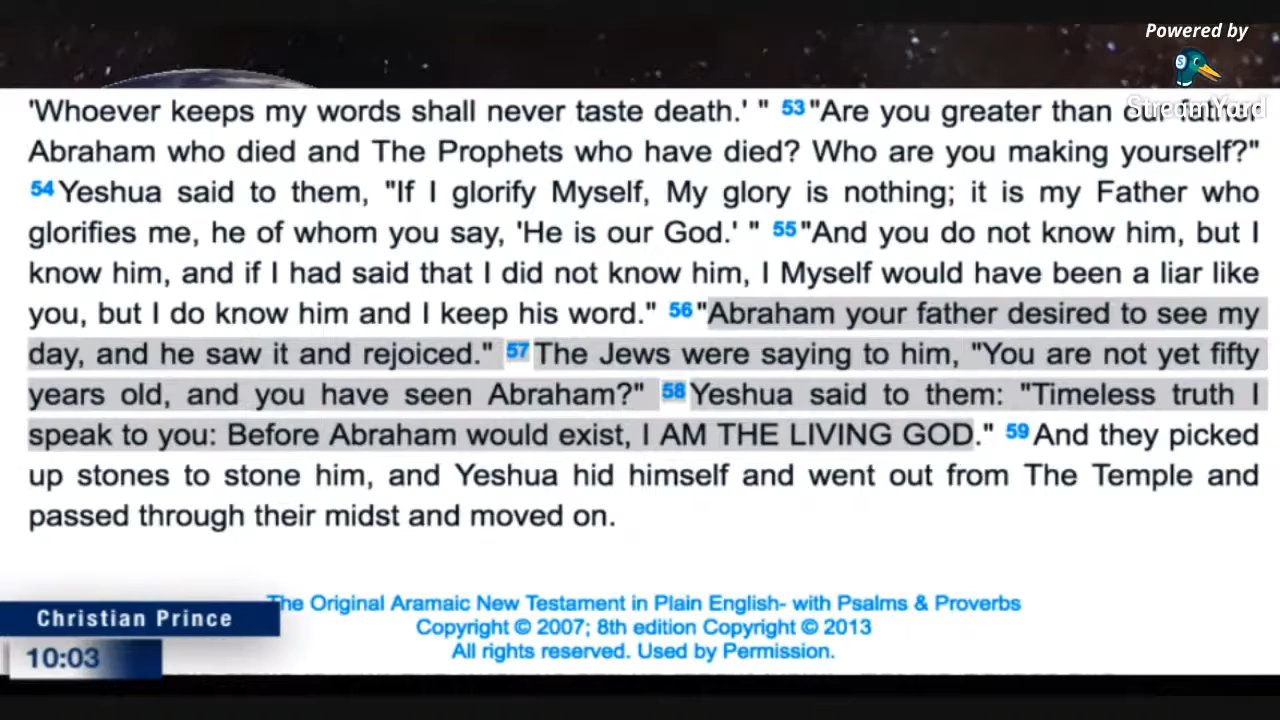 Powered by
StreamYard
'Whoever keeps my words shall never taste death.' " 53 "Are you greater than our father
Abraham who died and The Prophets who have died? Who are you making yourself?"
54 Yeshua said to them, "If I glorify Myself, My glory is nothing; it is my Father who
glorifies me, he of whom you say, 'He is our God.' " 55 "And you do not know him, but I
know him, and if I had said that I did not know him, I Myself would have been a liar like
you, but I do know him and I keep his word." 56 "Abraham your father desired to see my
day, and he saw it and rejoiced." 57 The Jews were saying to him, "You are not yet fifty
years old, and you have seen Abraham?" 58 Yeshua said to them: "Timeless truth I
speak to you: Before Abraham would exist, I AM THE LIVING GOD." 59 And they picked
up stones to stone him, and Yeshua hid himself and went out from The Temple and
passed through their midst and moved on.
The Original Aramaic New Testament in Plain English- with Psalms & Proverbs
Copyright © 2007; 8th edition Copyright © 2013
All rights reserved. Used by Permission.
Christian Prince
10:03